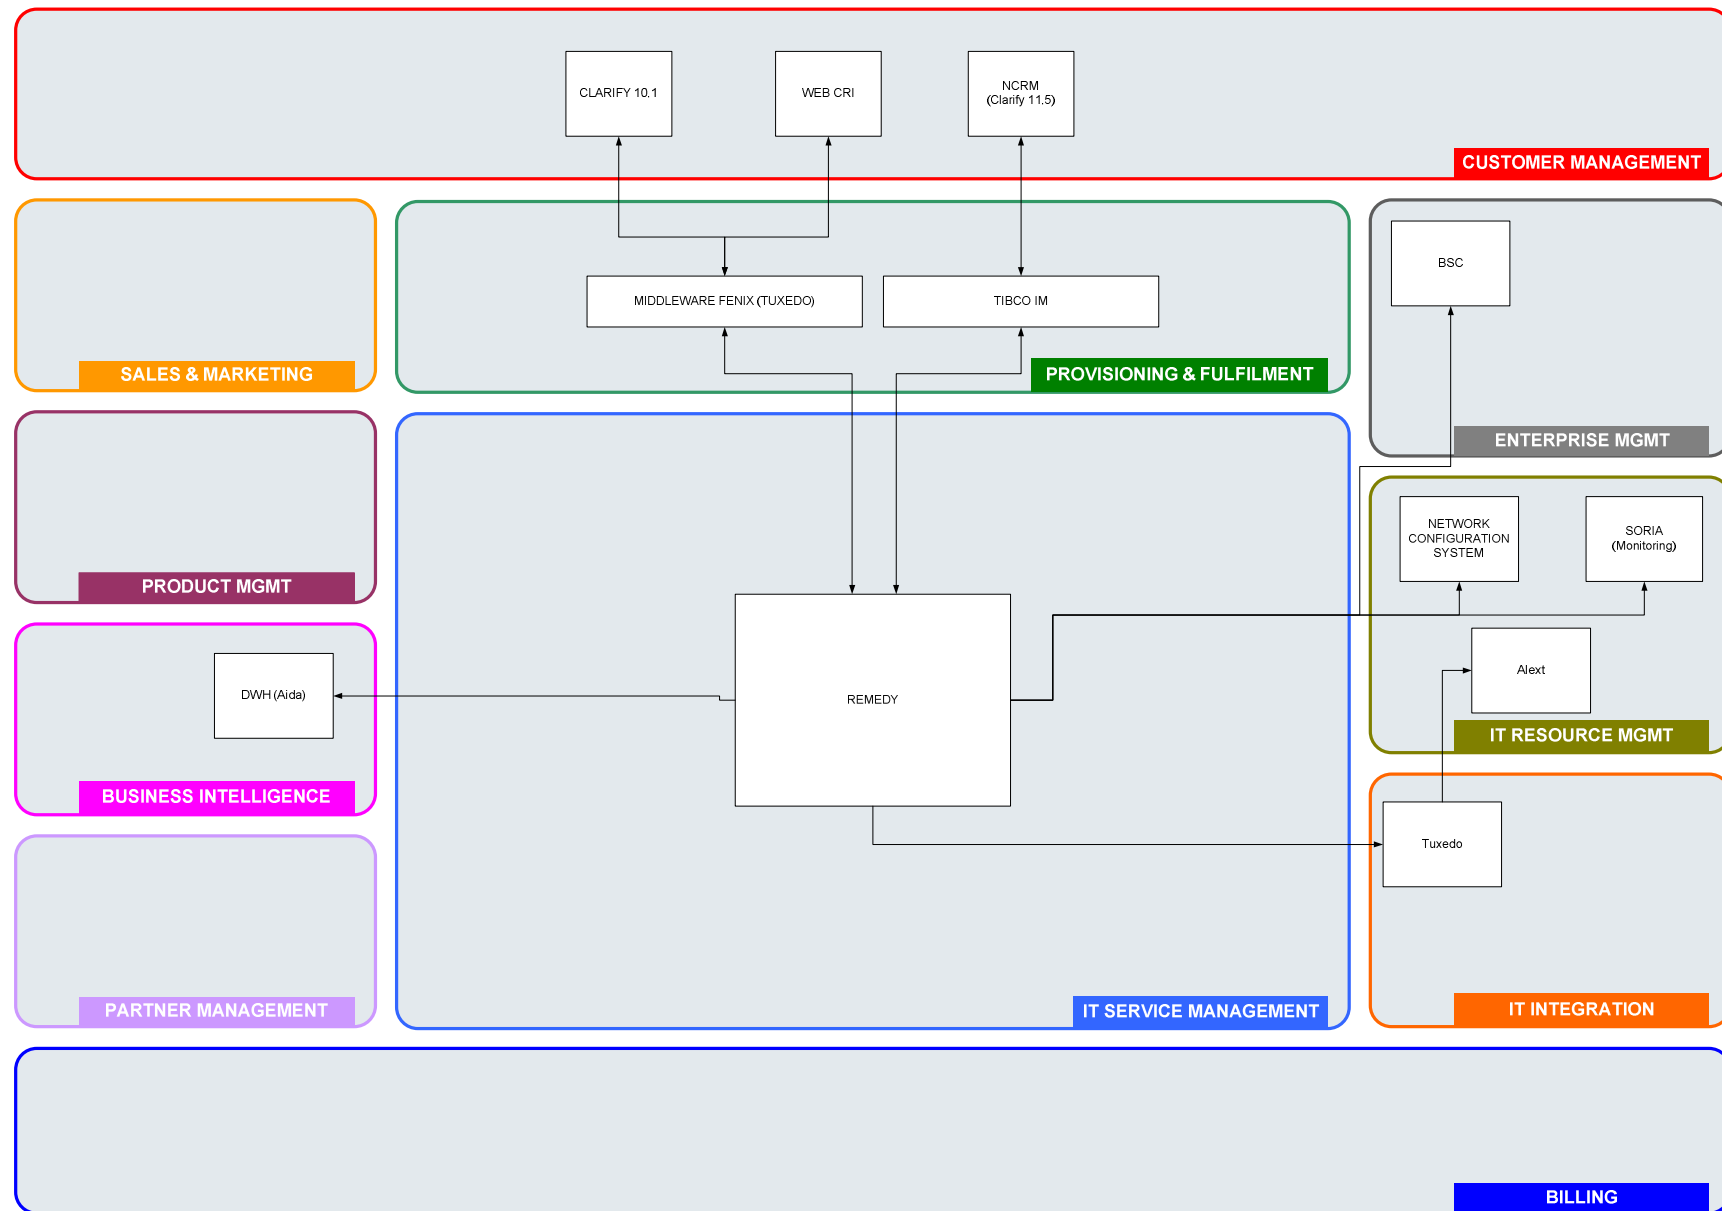 CLARIFY 10.1
WEB CRI
NCRM
(Clarify 11.5)
CUSTOMER MANAGEMENT
SALES & MARKETING
MIDDLEWARE FENIX (TUXEDO)
TIBCO IM
PROVISIONING & FULFILMENT
BSC
ENTERPRISE MGMT
PRODUCT MGMT
NETWORK
CONFIGURATION
SYSTEM
SORIA
(Monitoring)
Alext
IT RESOURCE MGMT
DWH (Aida)
BUSINESS INTELLIGENCE
REMEDY
Tuxedo
PARTNER MANAGEMENT
IT SERVICE MANAGEMENT
IT INTEGRATION
BILLING